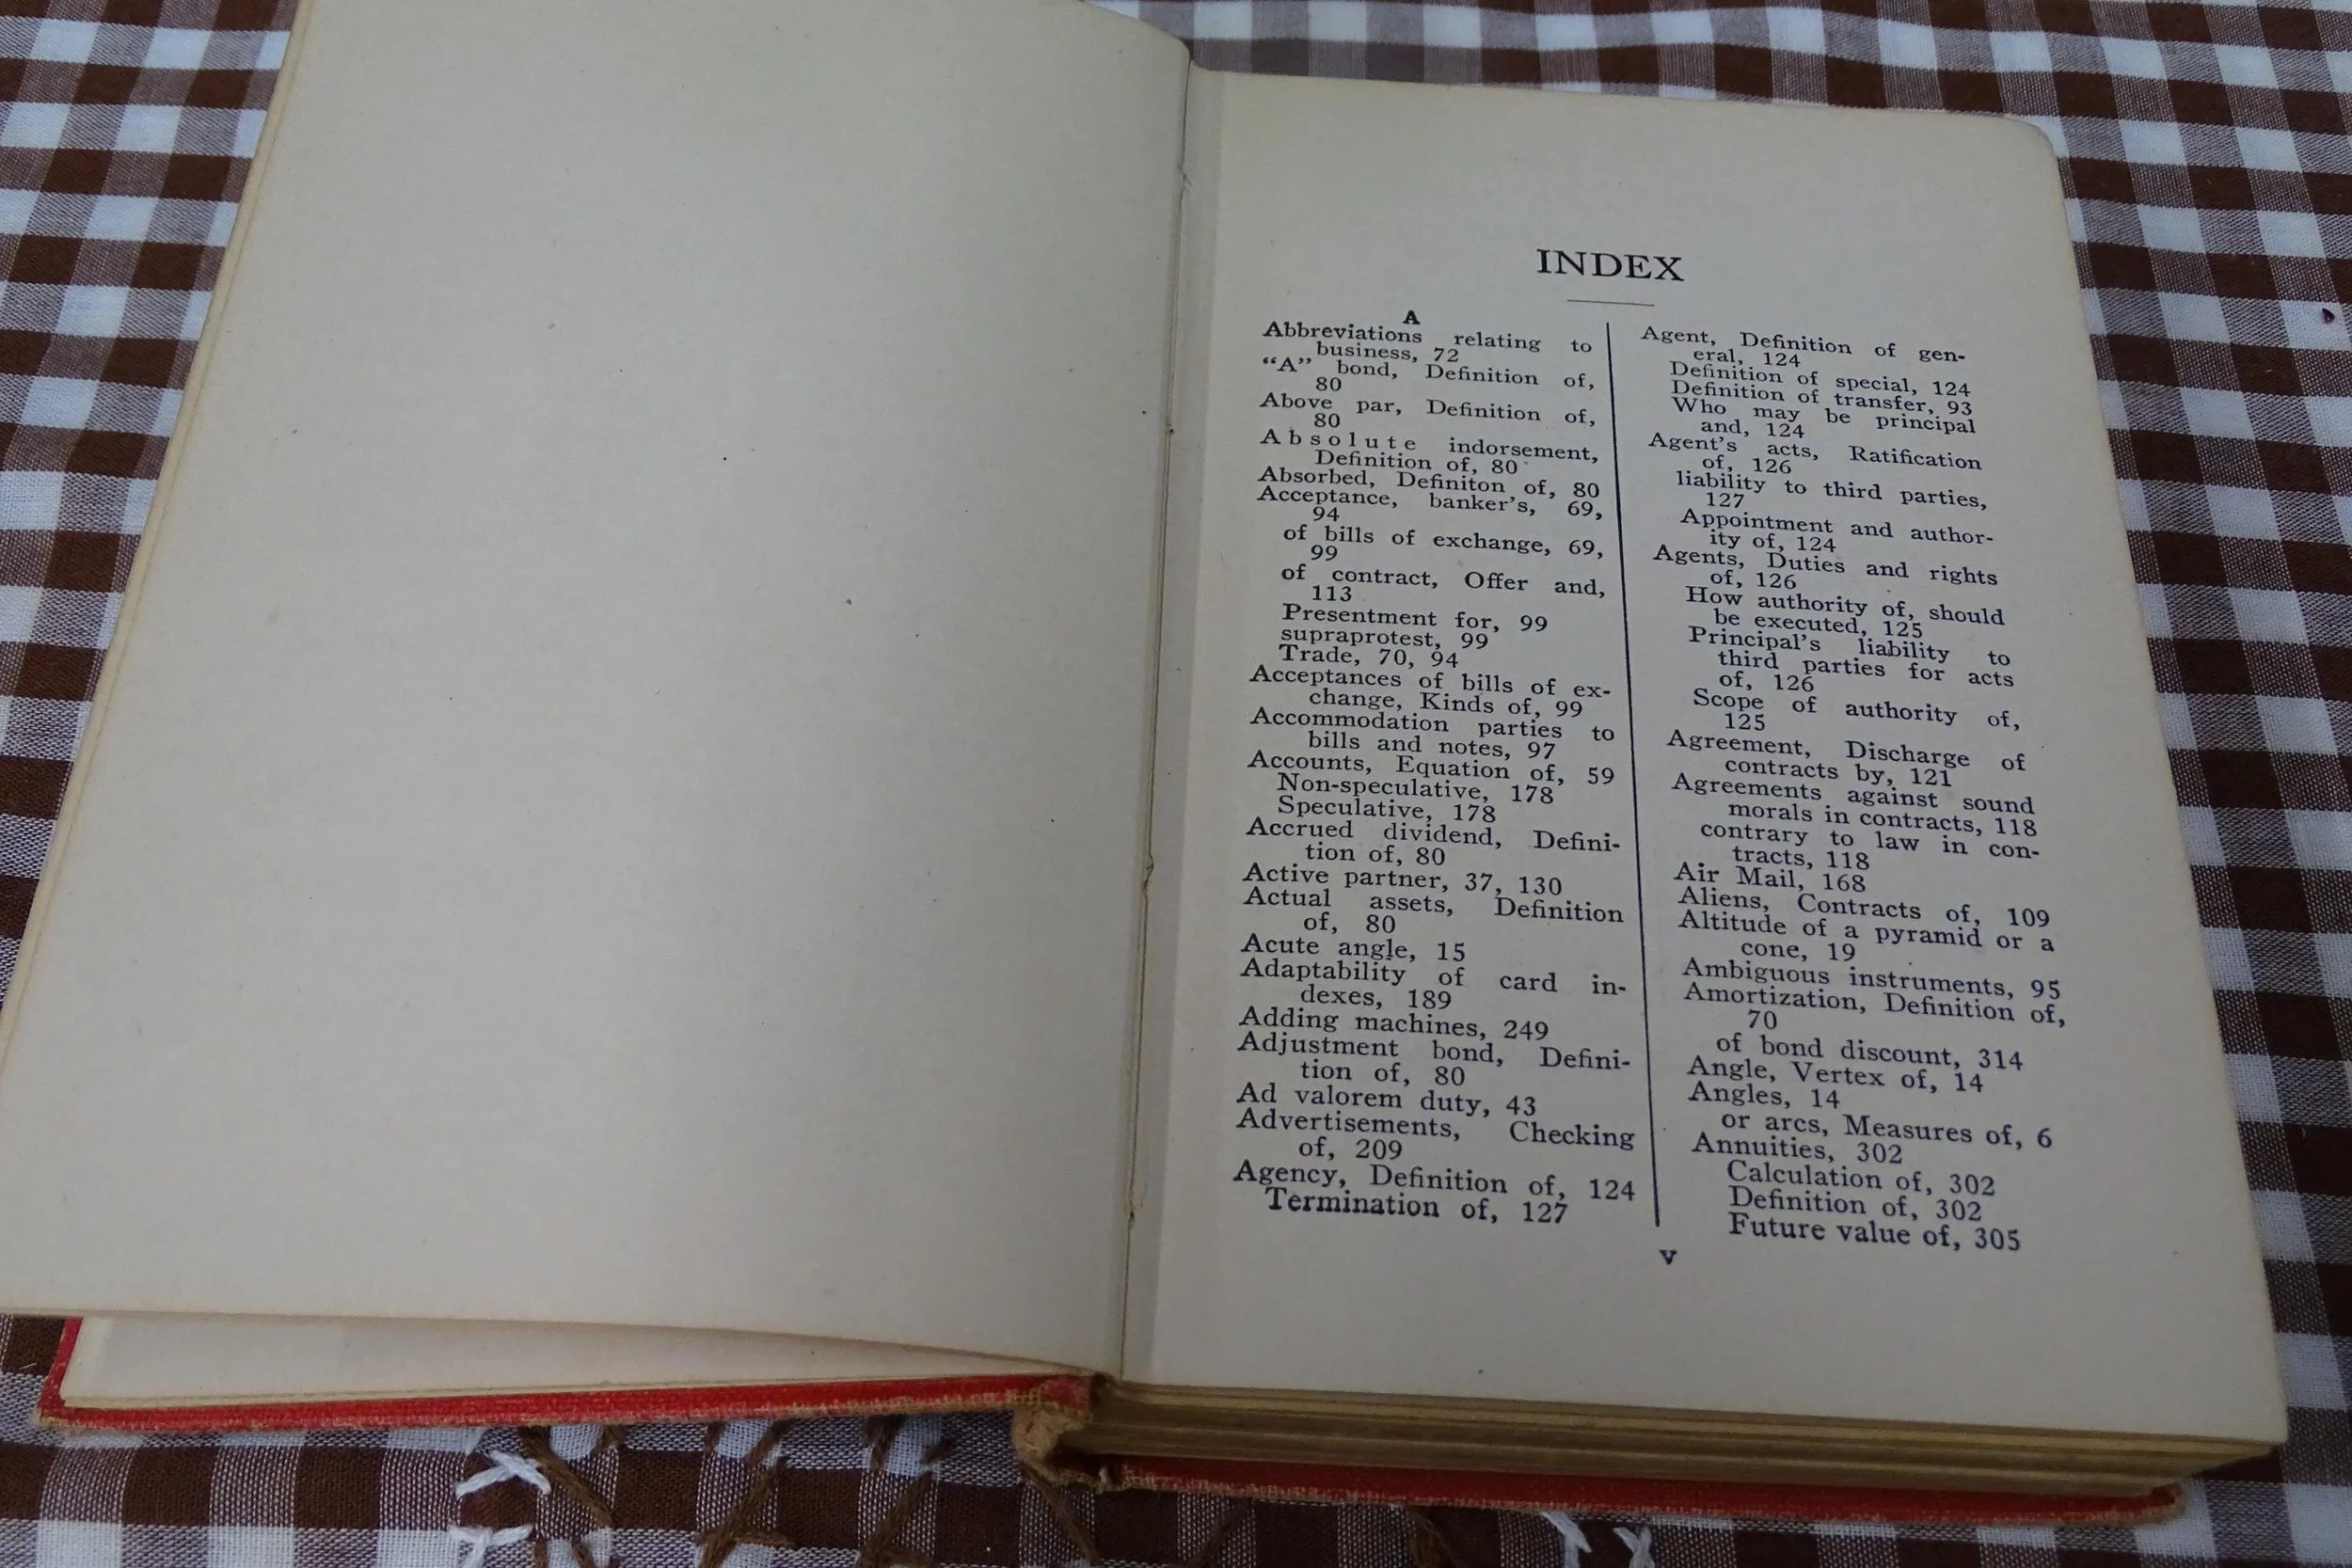 INDEX
A
Abbreviations relating to
business, 72
“A” bond, Definition of,
80
Above par, Definition of,
80
Absolute indorsement,
Definition of, 80
Absorbed, Definiton of, 80
Acceptance, banker's, 69,
94
of bills of exchange, 69,
99
of contract, Offer and,
113
Presentment for, 99
supraprotest, 99
Trade, 70, 94
Acceptances of bills of ex-
change, Kinds of, 99
Accommodation parties to
bills and notes, 97
Accounts, Equation of, 59
Non-speculative, 178
Speculative, 178
Accrued dividend, Defini-
tion of, 80
Active partner, 37, 130
Actual assets, Definition
of, 80
Acute angle, 15
Adaptability of card in-
dexes, 189
Adding machines, 249
Adjustment bond, Defini-
tion of, 80
Ad valorem duty, 43
Advertisements, Checking
of, 209
Agency, Definition of, 124
Termination of, 127
Agent, Definition of gen-
eral, 124
Definition of special, 124
Definition of transfer, 93
Who may be principal
and, 124
Agent's acts, Ratification
of, 126
liability to third parties,
127
Appointment and author-
ity of, 124
Agents, Duties and rights
of, 126
How authority of, should
be executed, 125
Principal's liability to
third parties for acts
of, 126
Scope of authority of,
125
Agreement, Discharge of
contracts by, 121
Agreements against sound
morals in contracts, 118
contrary to law in con-
tracts, 118
Air Mail, 168
Aliens, Contracts of, 109
Altitude of a pyramid or a
cone, 19
Ambiguous instruments, 95
Amortization, Definition of,
70
of bond discount, 314
Angle, Vertex of, 14
Angles, 14
or arcs, Measures of, 6
Annuities, 302
Calculation of, 302
Definition of, 302
Future value of, 305
v